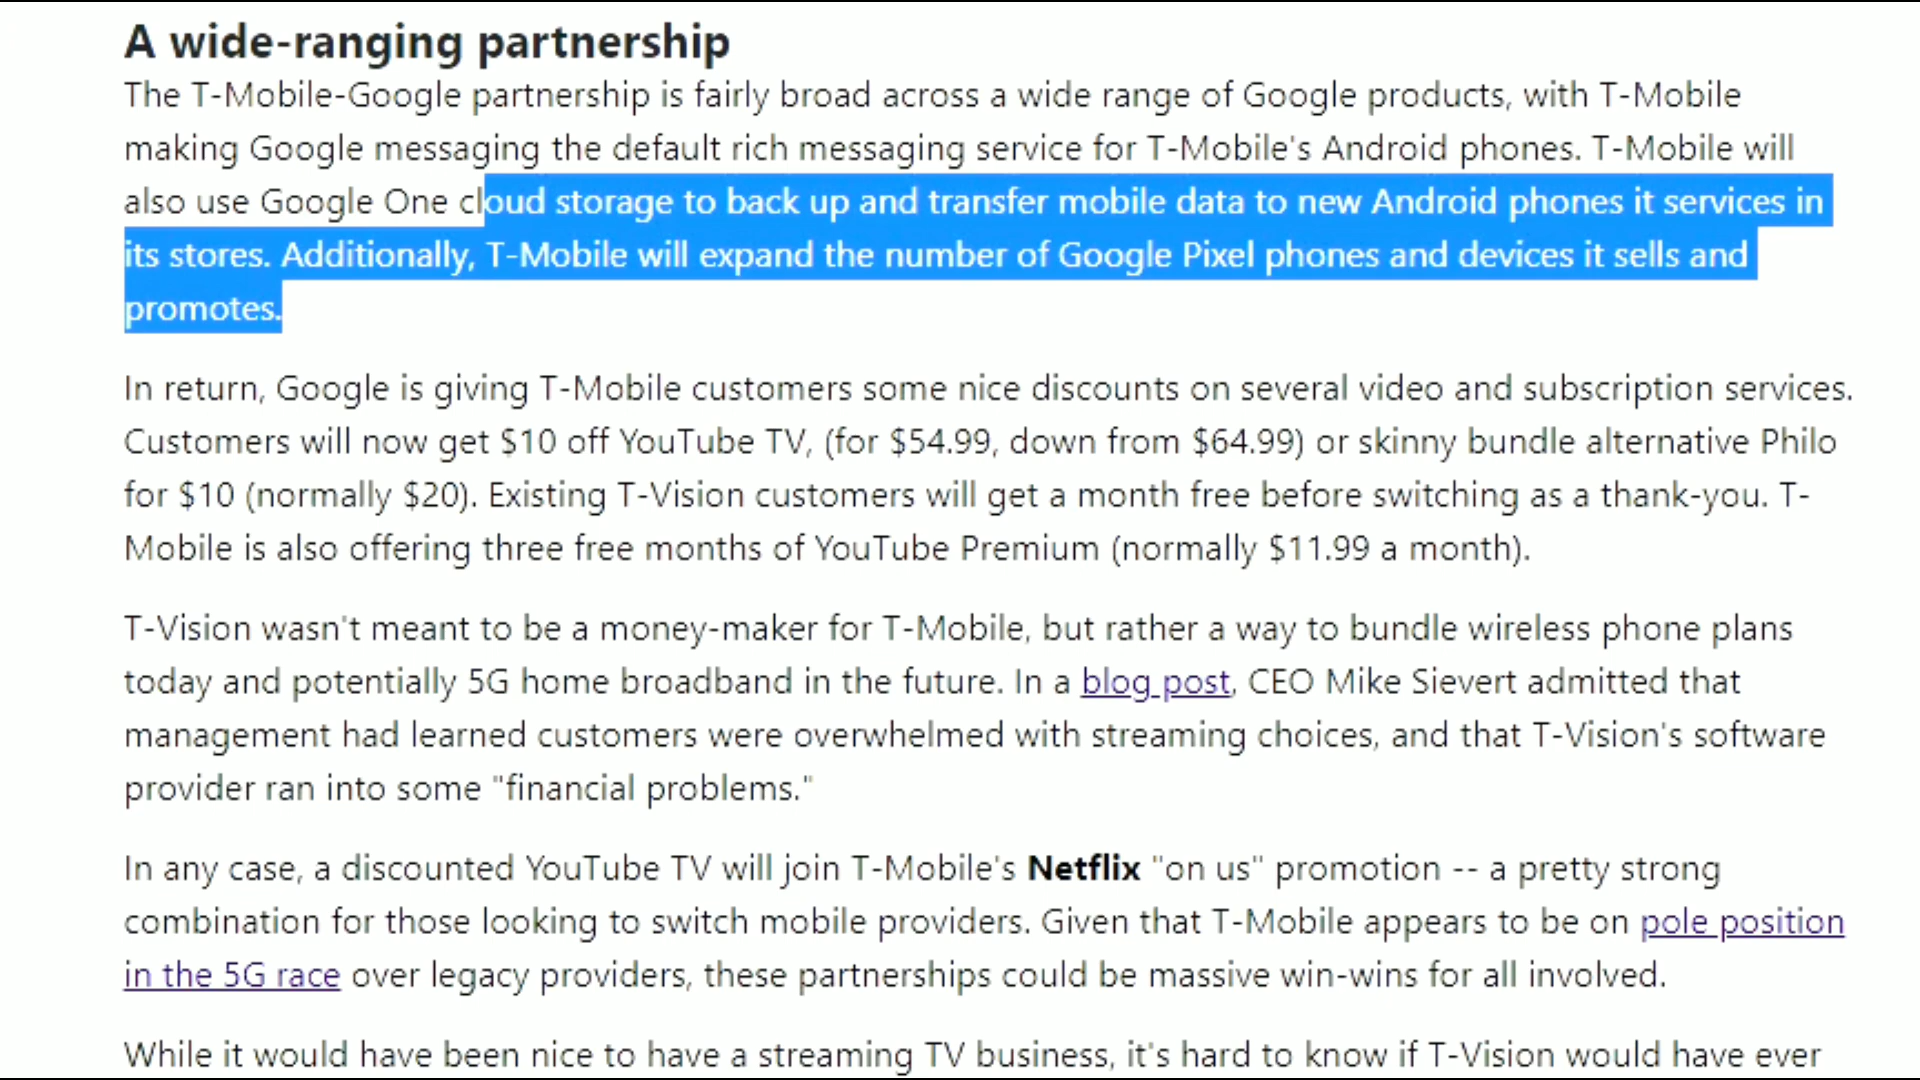 A wide-ranging partnership
The T-Mobile-Google partnership is fairly broad across a wide range of Google products, with T-Mobile
making Google messaging the default rich messaging service for T-Mobile's Android phones. T-Mobile will
also use Google One cloud storage to back up and transfer mobile data to new Android phones it services in
its stores. Additionally, T-Mobile will expand the number of Google Pixel phones and devices it sells and
promotes.
In return, Google is giving T-Mobile customers some nice discounts on several video and subscription services.
Customers will now get $10 off YouTube TV, (for $54.99, down from $64.99) or skinny bundle alternative Philo
for $10 (normally $20). Existing T-Vision customers will get a month free before switching as a thank-you. T-
Mobile is also offering three free months of YouTube Premium (normally $11.99 a month).
T-Vision wasn't meant to be a money-maker for T-Mobile, but rather a way to bundle wireless phone plans
today and potentially 5G home broadband in the future. In a blog post, CEO Mike Sievert admitted that
management had learned customers were overwhelmed with streaming choices, and that T-Vision's software
provider ran into some "financial problems."
In any case, a discounted YouTube TV will join T-Mobile's Netflix "on us" promotion -- a pretty strong
combination for those looking to switch mobile providers. Given that T-Mobile appears to be on pole position
in the 5G race over legacy providers, these partnerships could be massive win-wins for all involved.
While it would have been nice to have a streaming TV business, it's hard to know if T-Vision would have ever